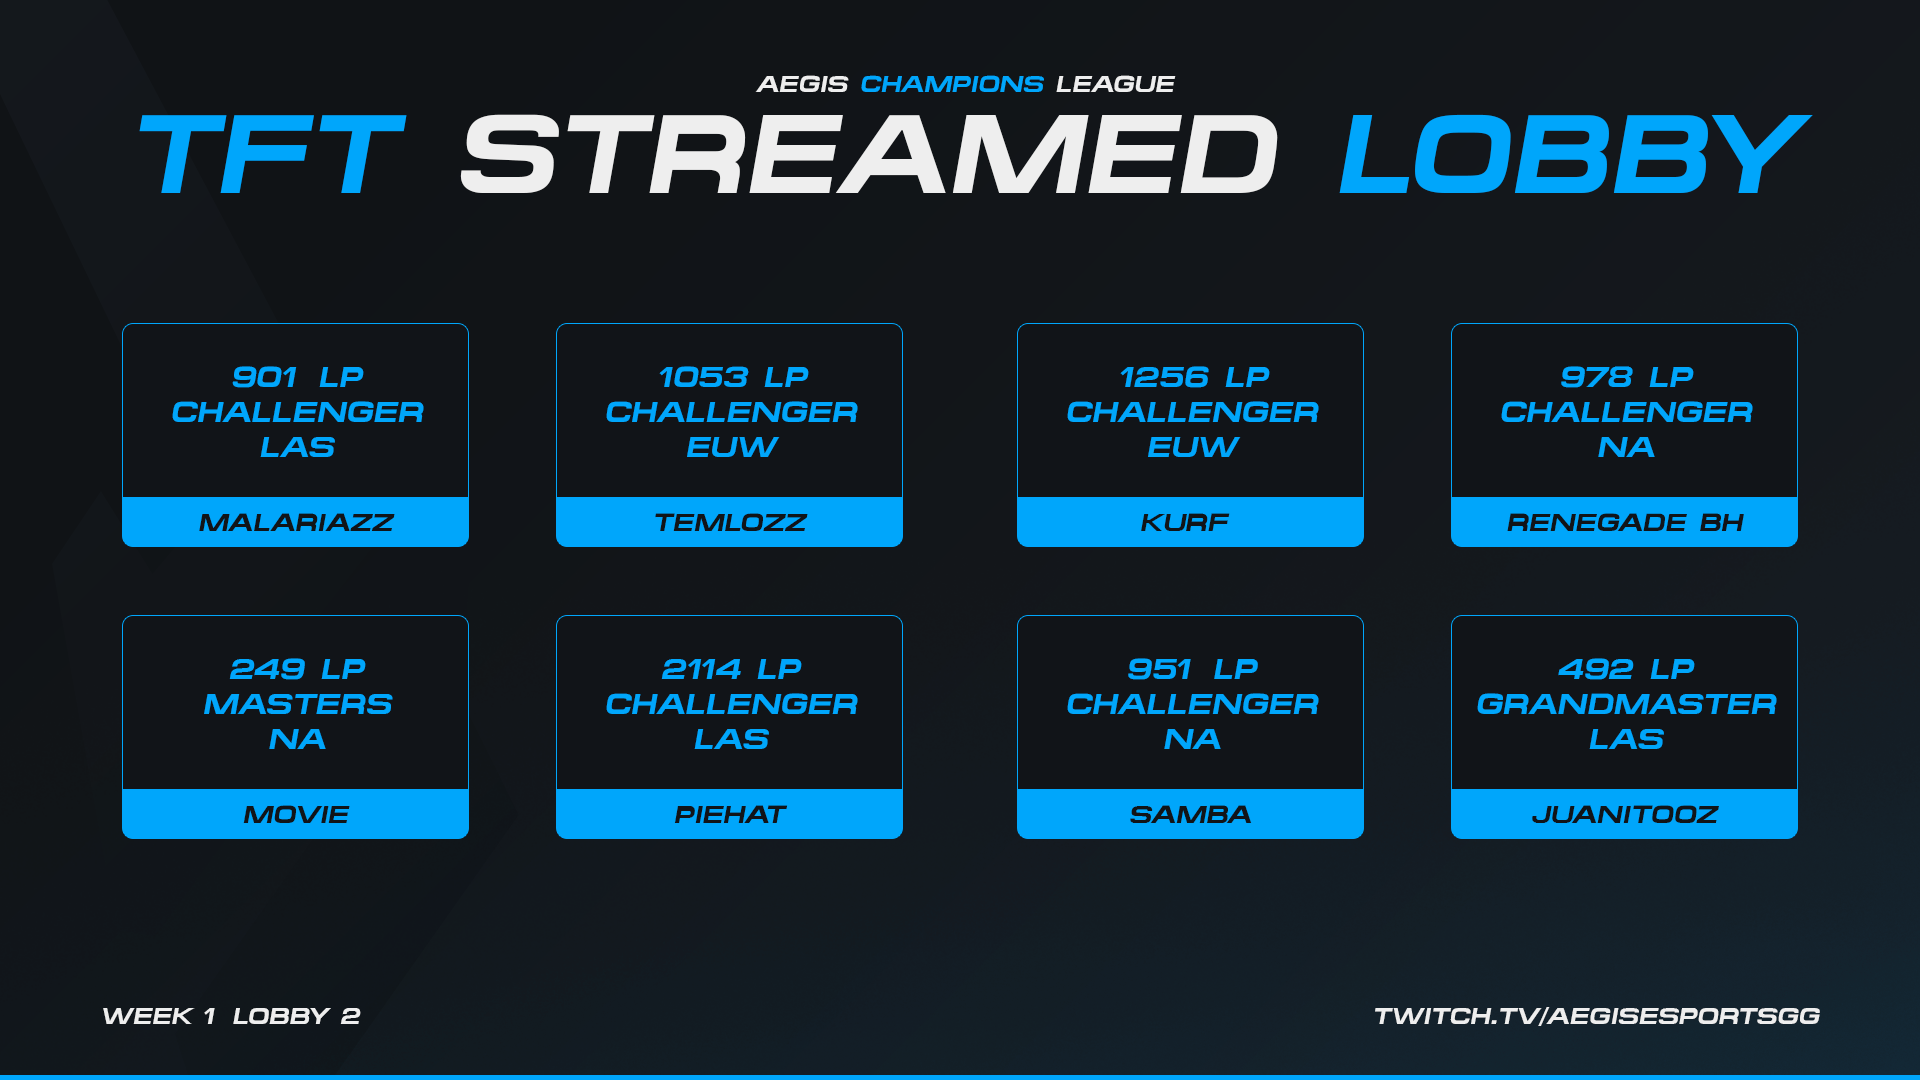 AEGIS CHAMPIONS LEAGUE
TFT STREAMED LOBBY
901 LP
CHALLENGER
LAS
MALARIAZZ
1053 LP
CHALLENGER
EUW
TEMLOZZ
1256 LP
CHALLENGER
EUW
KURF
978 LP
CHALLENGER
NA
RENEGADE BH
249 LP
MASTERS
NA
MOVIE
2114 LP
CHALLENGER
LAS
PIEHAT
951 LP
CHALLENGER
NA
SAMBA
492 LP
GRANDMASTER
LAS
JUANITOOZ
WEEK 1 LOBBY 2
TWITCH.TV/AEGISESPORTSGG